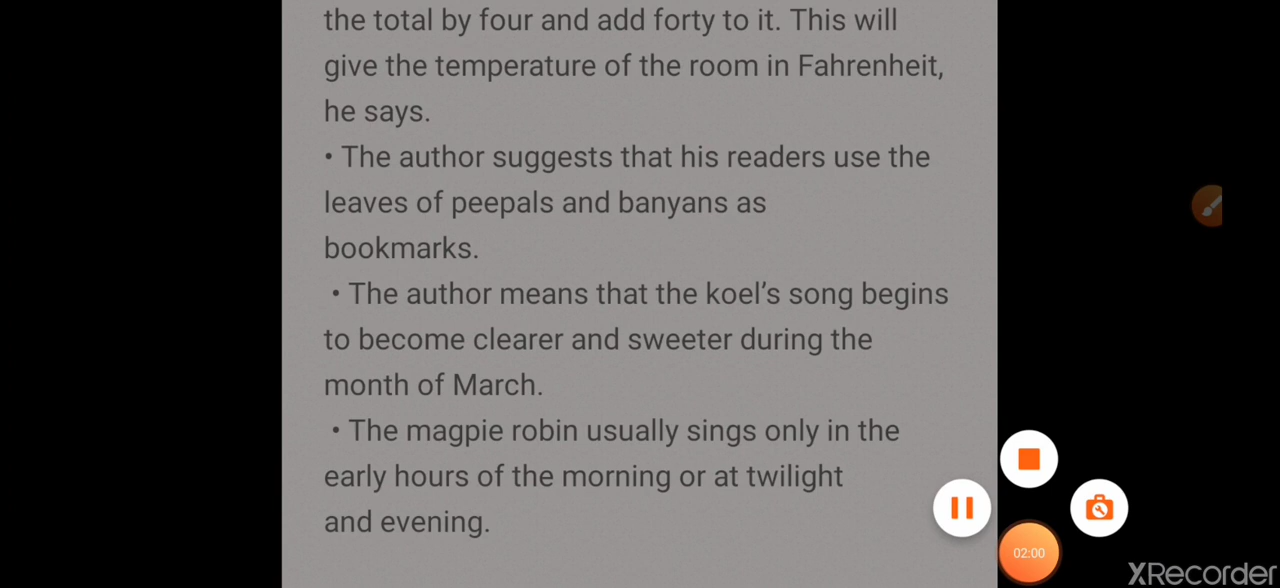 the total by four and add forty to it. This will
give the temperature of the room in Fahrenheit,
he says.
• The author suggests that his readers use the
leaves of peepals and banyans as
bookmarks.
• The author means that the koel’s song begins
to become clearer and sweeter during the
month of March.
• The magpie robin usually sings only in the
early hours of the morning or at twilight
and evening.
02:00
XRecorder